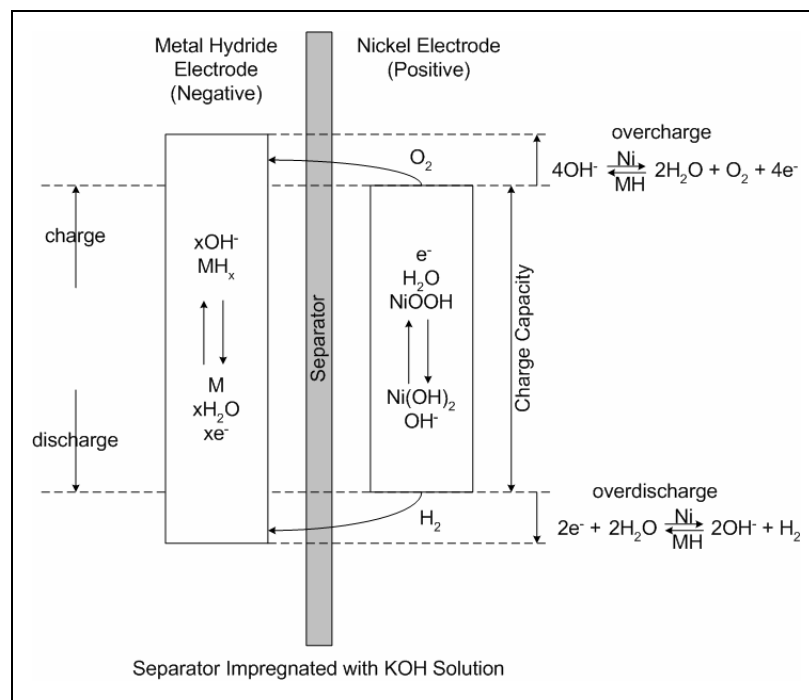 Metal Hydride
Electrode
(Negative)
Nickel Electrode
(Positive)
overcharge
4OH⁻ Ni ⇌ MH 2H₂O + O₂ + 4e⁻
O₂
charge
xOH⁻
MHₓ
M
xH₂O
xe⁻
discharge
Separator
e⁻
H₂O
NiOOH
Ni(OH)₂
OH⁻
Charge Capacity
H₂
overdischarge
2e⁻ + 2H₂O Ni ⇌ MH 2OH⁻ + H₂
Separator Impregnated with KOH Solution